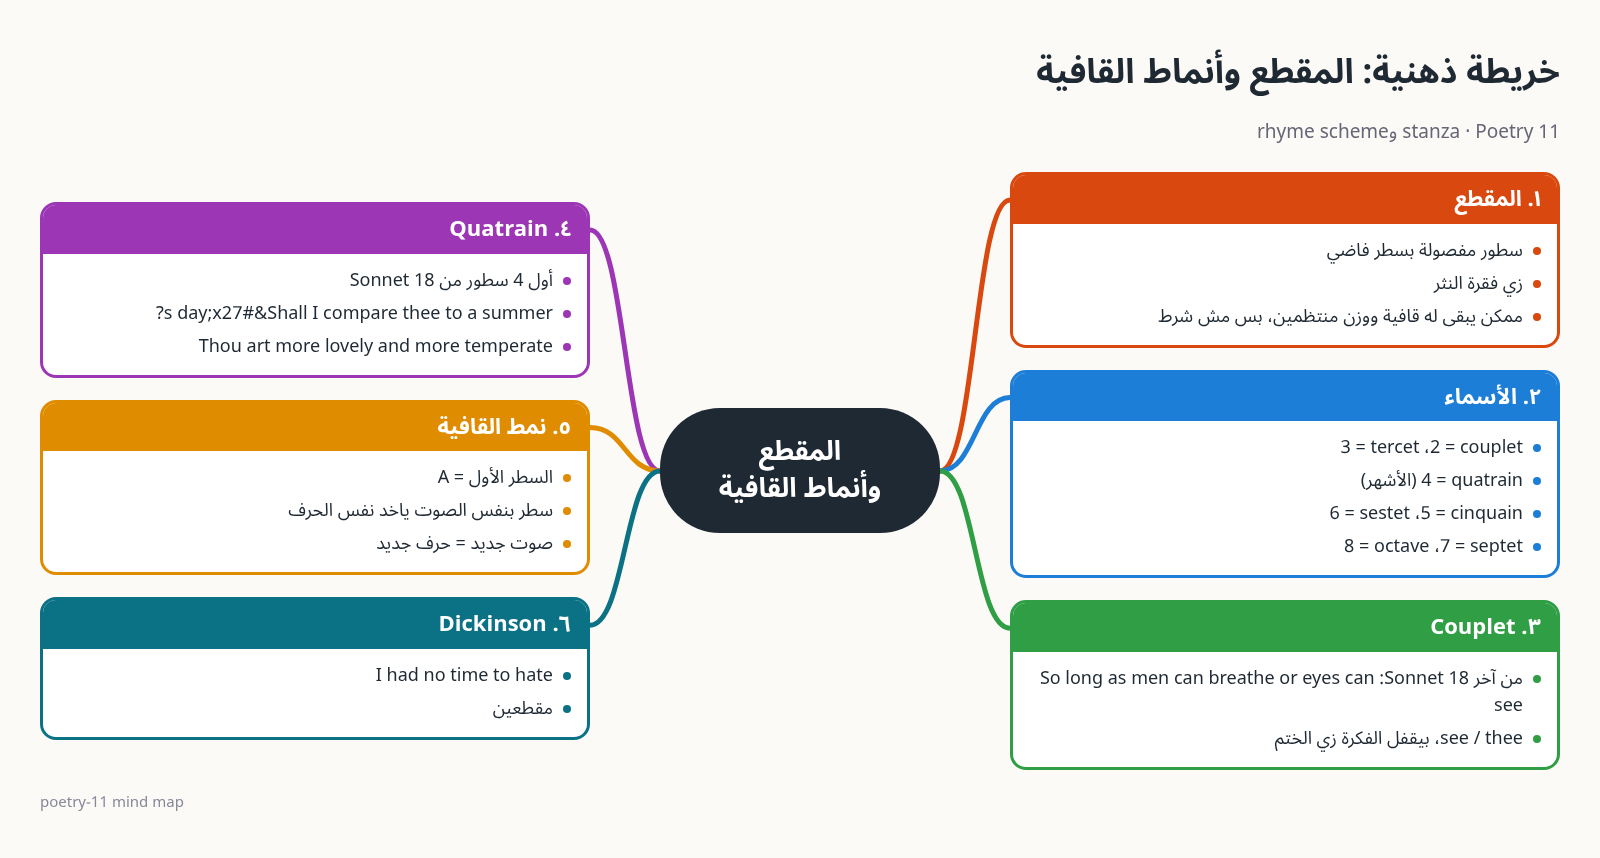 خريطة ذهنية: المقطع وأنماط القافية
rhyme scheme و stanza · Poetry 11
١. المقطع
سطور مفصولة بسطر فاضي
زي فقرة النثر
ممكن يبقى له قافية ووزن منتظمين، بس مش شرط
٢. الأسماء
couplet = 2، tercet = 3
quatrain = 4 (الأشهر)
cinquain = 5، sestet = 6
septet = 7، octave = 8
٣. Couplet
من آخر Sonnet 18: So long as men can breathe or eyes can
see
see / thee، بيقفل الفكرة زي الختم
المقطع
وأنماط القافية
٤. Quatrain
أول 4 سطور من Sonnet 18
Shall I compare thee to a summer&#x27;s day?
Thou art more lovely and more temperate
٥. نمط القافية
السطر الأول = A
سطر بنفس الصوت ياخد نفس الحرف
صوت جديد = حرف جديد
٦. Dickinson
I had no time to hate
مقطعين
poetry-11 mind map